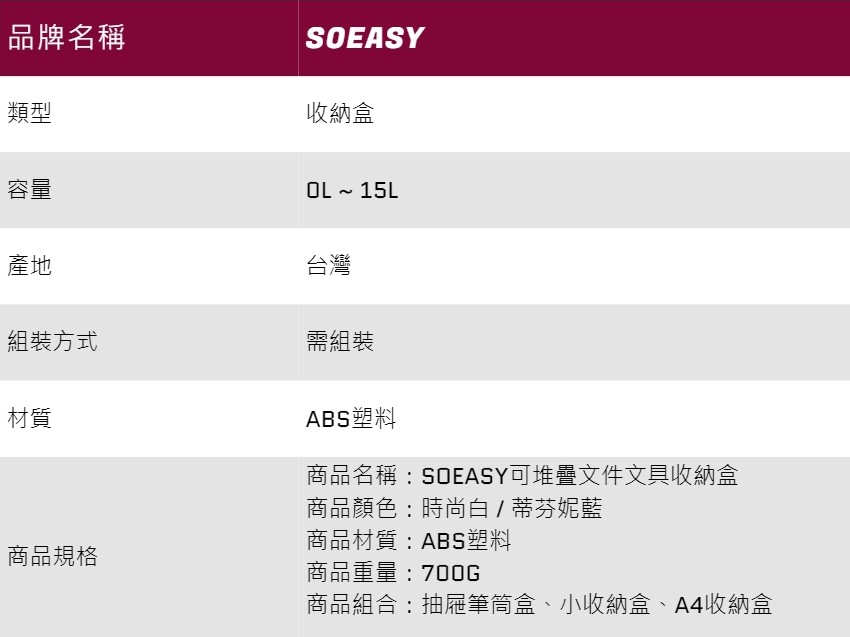 品牌名稱 SOEASY
類型 收納盒
容量 0L ~ 15L
產地 台灣
組裝方式 需組裝
材質 ABS塑料
商品規格
商品名稱：SOEASY可堆疊文件文具收納盒
商品顏色：時尚白 / 蒂芬妮藍
商品材質：ABS塑料
商品重量：700G
商品組合：抽屜筆筒盒、小收納盒、A4收納盒